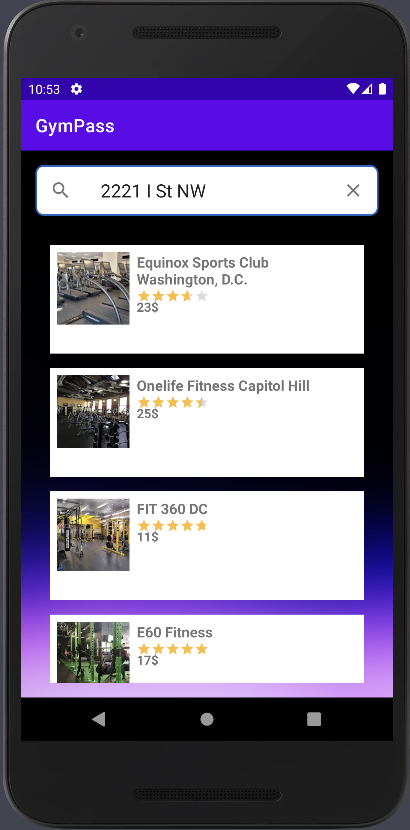 10:53
GymPass
2221 I St NW
Equinox Sports Club
Washington, D.C.
23$
Onelife Fitness Capitol Hill
25$
FIT 360 DC
11$
E60 Fitness
17$